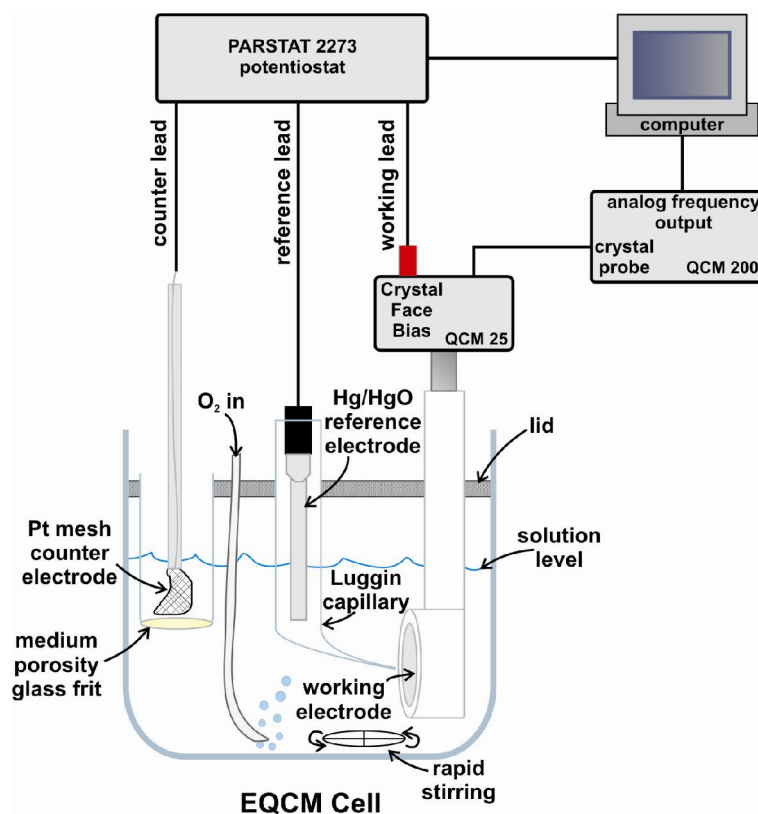 PARSTAT 2273
potentiostat
computer
counter lead
reference lead
working lead
analog frequency
output
crystal
probe
QCM 200
Crystal
Face
Bias
QCM 25
O₂ in
Hg/HgO
reference
electrode
lid
Pt mesh
counter
electrode
solution
level
Luggin
capillary
medium
porosity
glass frit
working
electrode
rapid
stirring
EQCM Cell